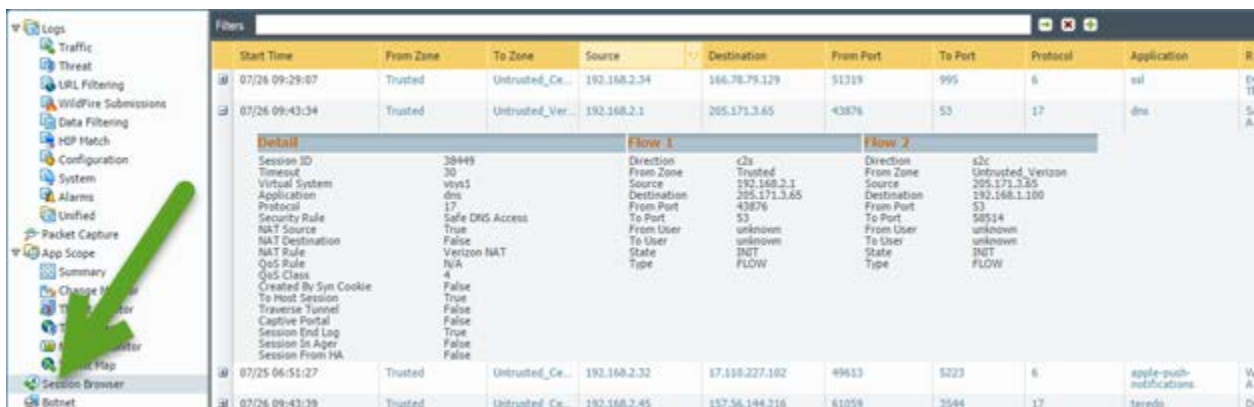 Logs
Traffic
Threat
URL Filtering
WildFire Submissions
Data Filtering
HIP Match
Configuration
System
Alarms
Unified
Packet Capture
App Scope
Summary
Change
Map
Session Browser
Botnet
Filters
Start Time From Zone To Zone Source Destination From Port To Port Protocol Application R
07/26 09:29:07 Trusted Untrusted_Ce... 192.168.2.34 166.78.79.129 51319 995 6 ssl
07/26 09:43:34 Trusted Untrusted_Ver... 192.168.2.1 205.171.3.65 43876 53 17 dns
Detail Flow 1 Flow 2
Session ID 38449 Direction c2s Direction s2c
Timeout 30 From Zone Trusted From Zone Untrusted_Verizon
Virtual System vsys1 Source 192.168.2.1 Source 205.171.3.65
Application dns Destination 205.171.3.65 Destination 192.168.1.100
Protocol 17 From Port 43876 From Port 53
Security Rule Safe DNS Access To Port 53 To Port 58514
NAT Source True From User unknown From User unknown
NAT Destination False To User unknown To User unknown
NAT Rule Verizon NAT State INIT State INIT
QoS Rule N/A Type FLOW Type FLOW
QoS Class 4
Created By Syn Cookie False
To Host Session True
Traverse Tunnel False
Captive Portal False
Session End Log True
Session In Ager False
Session From HA False
07/25 06:51:27 Trusted Untrusted_Ce... 192.168.2.32 17.110.227.102 49613 5223 6 apple-push-notifications
07/26 09:43:39 Trusted Untrusted_Ce... 192.168.2.45 157.56.144.216 61059 3544 17 teredo